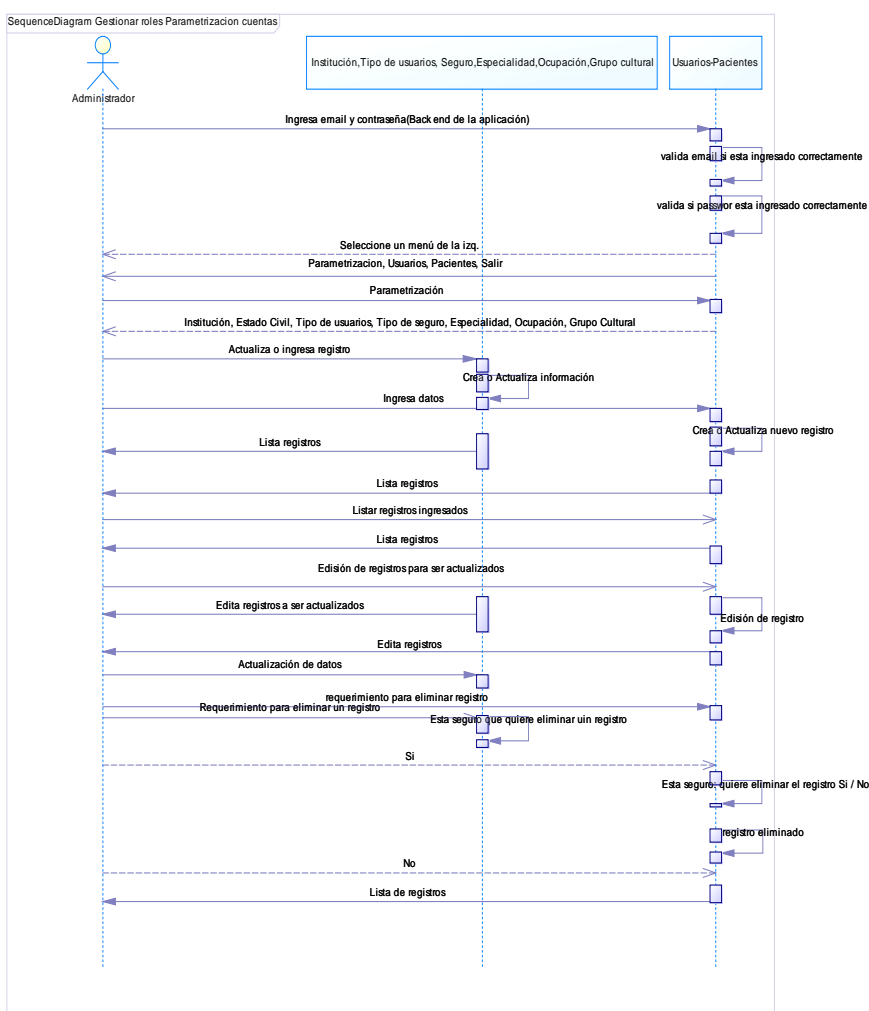 SequenceDiagram Gestionar roles Parametrizacion cuentas
Administrador
Institución,Tipo de usuarios, Seguro,Especialidad,Ocupación,Grupo cultural
Usuarios-Pacientes
Ingresa email y contraseña(Back end de la aplicación)
valida email si esta ingresado correctamente
valida si passwor esta ingresado correctamente
Seleccione un menú de la izq.
Parametrizacion, Usuarios, Pacientes, Salir
Parametrización
Institución, Estado Civil, Tipo de usuarios, Tipo de seguro, Especialidad, Ocupación, Grupo Cultural
Actualiza o ingresa registro
Crea o Actualiza información
Ingresa datos
Crea o Actualiza nuevo registro
Lista registros
Lista registros
Listar registros ingresados
Lista registros
Edisión de registros para ser actualizados
Edita registros a ser actualizados
Edisión de registro
Edita registros
Actualización de datos
requerimiento para eliminar registro
Requerimiento para eliminar un registro
Esta seguro que quiere eliminar uin registro
Si
Esta seguro: quiere eliminar el registro Si / No
registro eliminado
No
Lista de registros